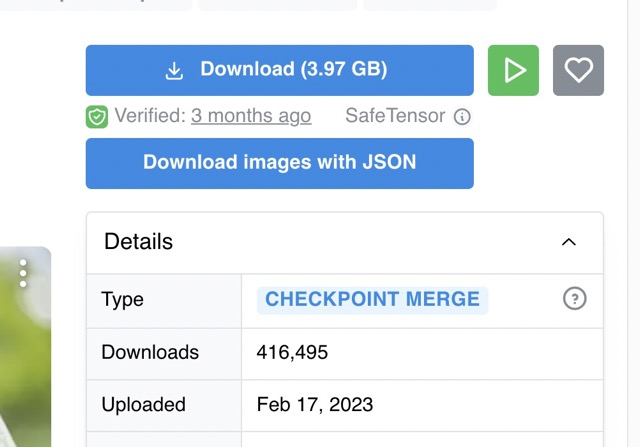 Download (3.97 GB)
Verified: 3 months ago SafeTensor
Download images with JSON
Details
Type CHECKPOINT MERGE
Downloads 416,495
Uploaded Feb 17, 2023